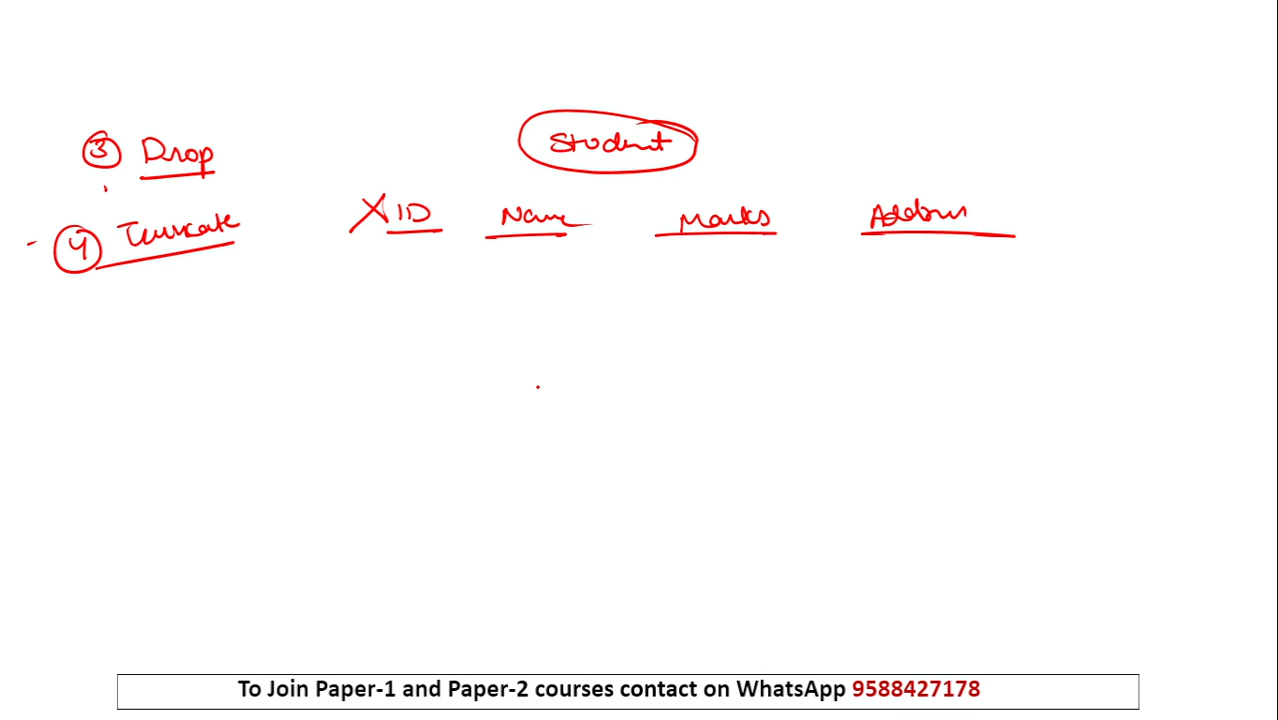 Student
③ Drop
④ Truncate
XID Name Marks Address
To Join Paper-1 and Paper-2 courses contact on WhatsApp 9588427178